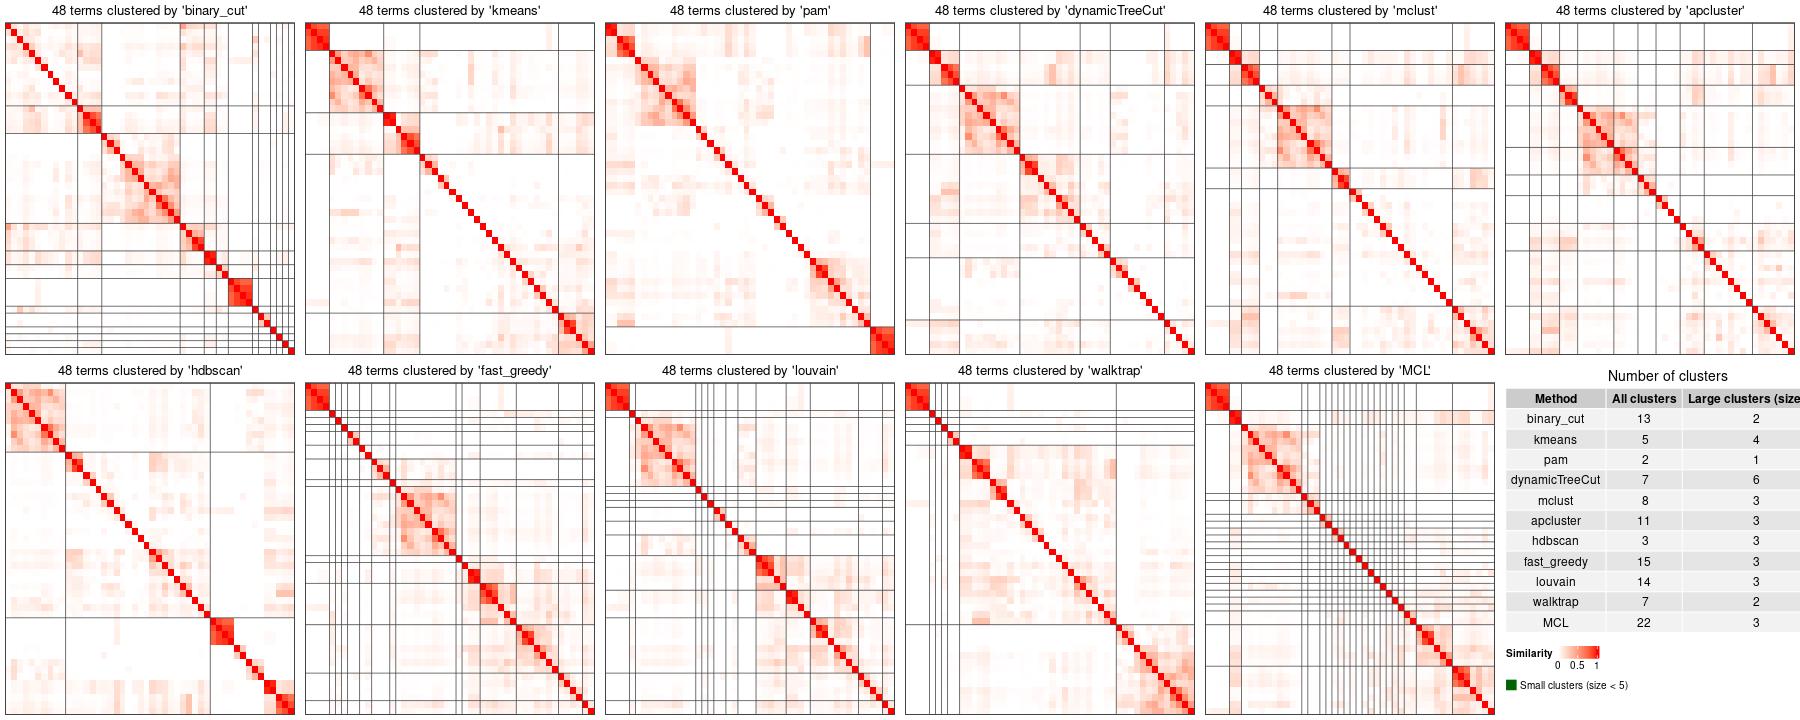 48 terms clustered by 'binary_cut'
48 terms clustered by 'kmeans'
48 terms clustered by 'pam'
48 terms clustered by 'dynamicTreeCut'
48 terms clustered by 'mclust'
48 terms clustered by 'apcluster'
48 terms clustered by 'hdbscan'
48 terms clustered by 'fast_greedy'
48 terms clustered by 'louvain'
48 terms clustered by 'walktrap'
48 terms clustered by 'MCL'
Number of clusters
Method All clusters Large clusters (size
binary_cut 13 2
kmeans 5 4
pam 2 1
dynamicTreeCut 7 6
mclust 8 3
apcluster 11 3
hdbscan 3 3
fast_greedy 15 3
louvain 14 3
walktrap 7 2
MCL 22 3
Similarity
0 0.5 1
Small clusters (size < 5)